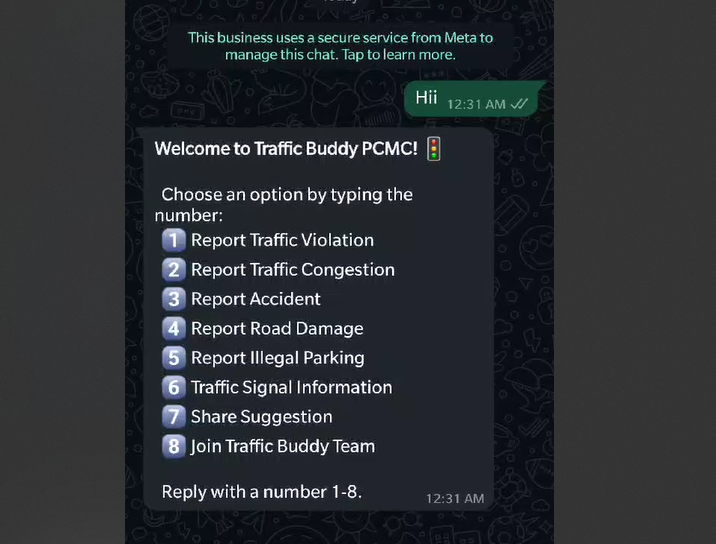 This business uses a secure service from Meta to
manage this chat. Tap to learn more.
Hii 12:31 AM
Welcome to Traffic Buddy PCMC! 🚦
Choose an option by typing the
number:
1 Report Traffic Violation
2 Report Traffic Congestion
3 Report Accident
4 Report Road Damage
5 Report Illegal Parking
6 Traffic Signal Information
7 Share Suggestion
8 Join Traffic Buddy Team
Reply with a number 1-8. 12:31 AM